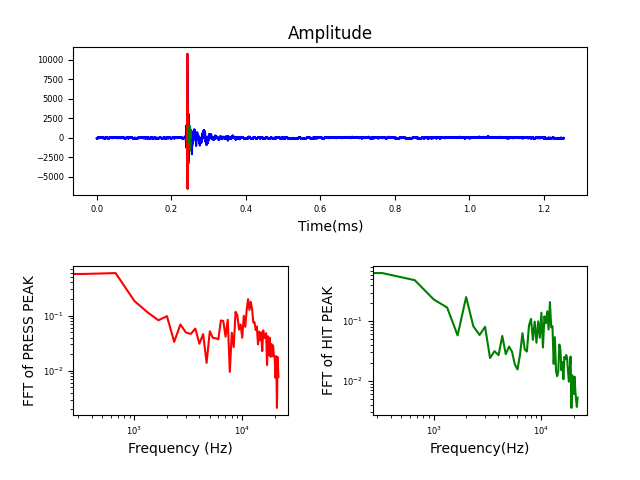 Amplitude
10000
7500
5000
2500
0
−2500
−5000
0.0 0.2 0.4 0.6 0.8 1.0 1.2
Time(ms)
FFT of PRESS PEAK
10⁻¹
10⁻²
10³ 10⁴
Frequency (Hz)
FFT of HIT PEAK
10⁻¹
10⁻²
10³ 10⁴
Frequency(Hz)